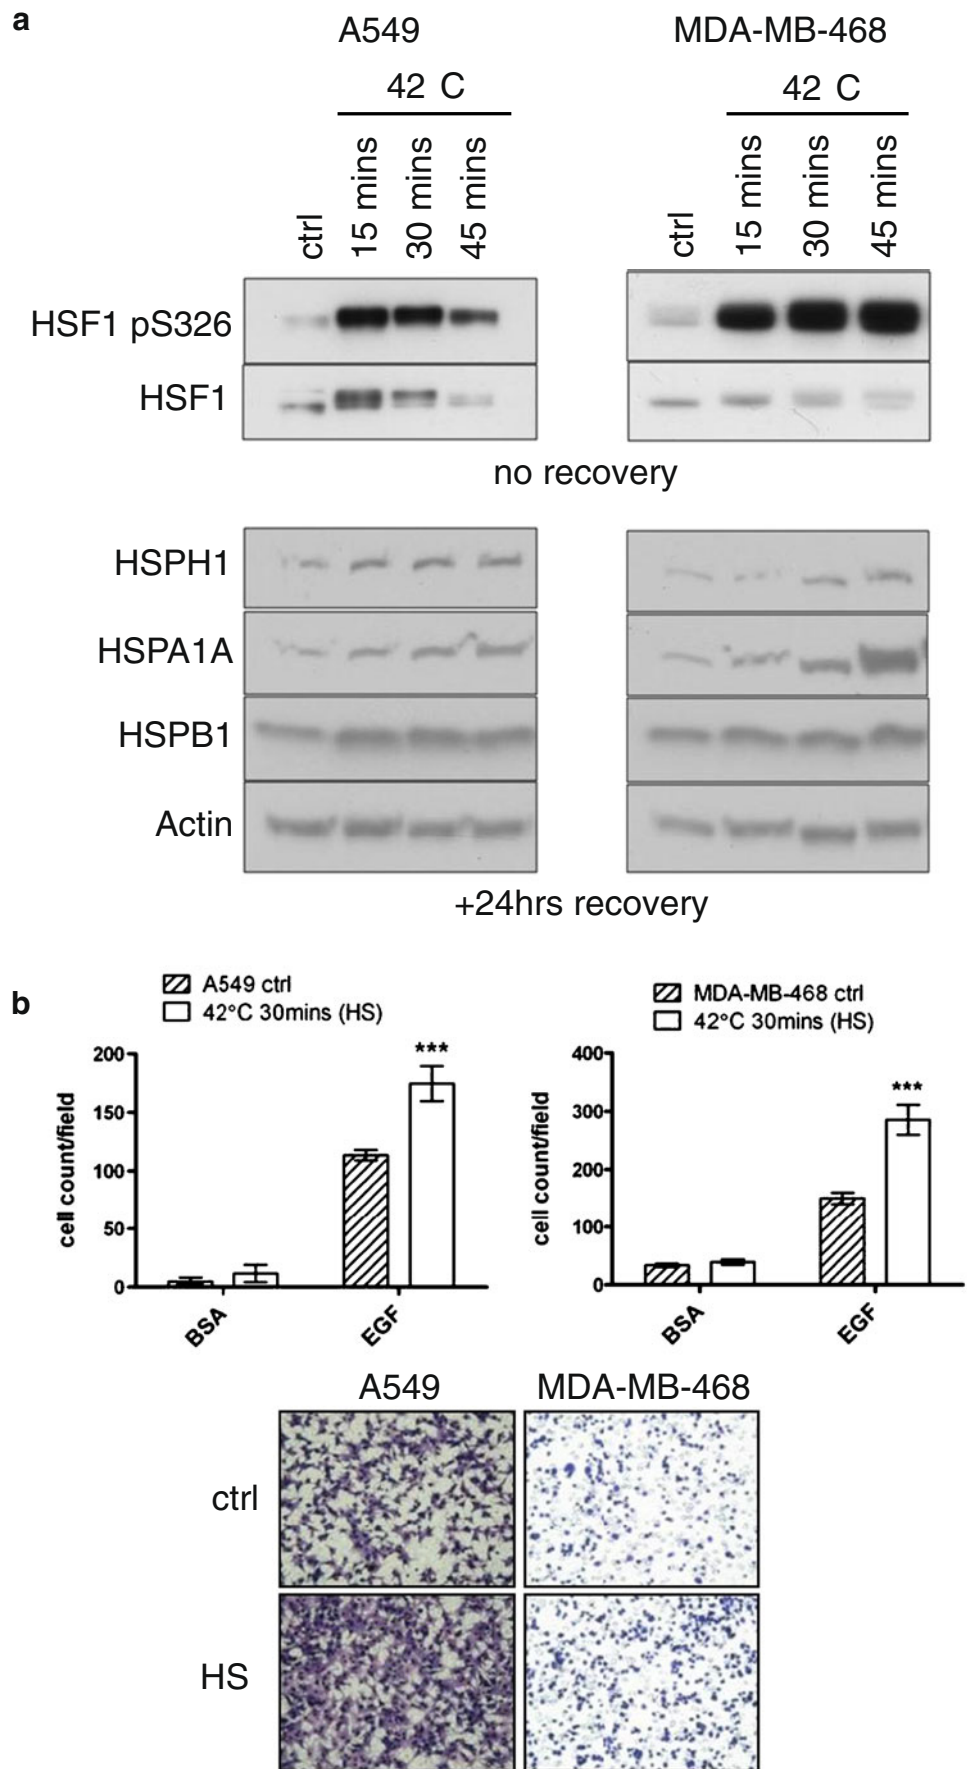 a
A549 MDA-MB-468
42 C 42 C
ctrl 15 mins 30 mins 45 mins ctrl 15 mins 30 mins 45 mins
HSF1 pS326
HSF1
no recovery
HSPH1
HSPA1A
HSPB1
Actin
+24hrs recovery
b
A549 ctrl
42°C 30mins (HS)
200
150
100
50
0
cell count/field
***
BSA EGF
MDA-MB-468 ctrl
42°C 30mins (HS)
400
300
200
100
0
cell count/field
***
BSA EGF
A549 MDA-MB-468
ctrl
HS